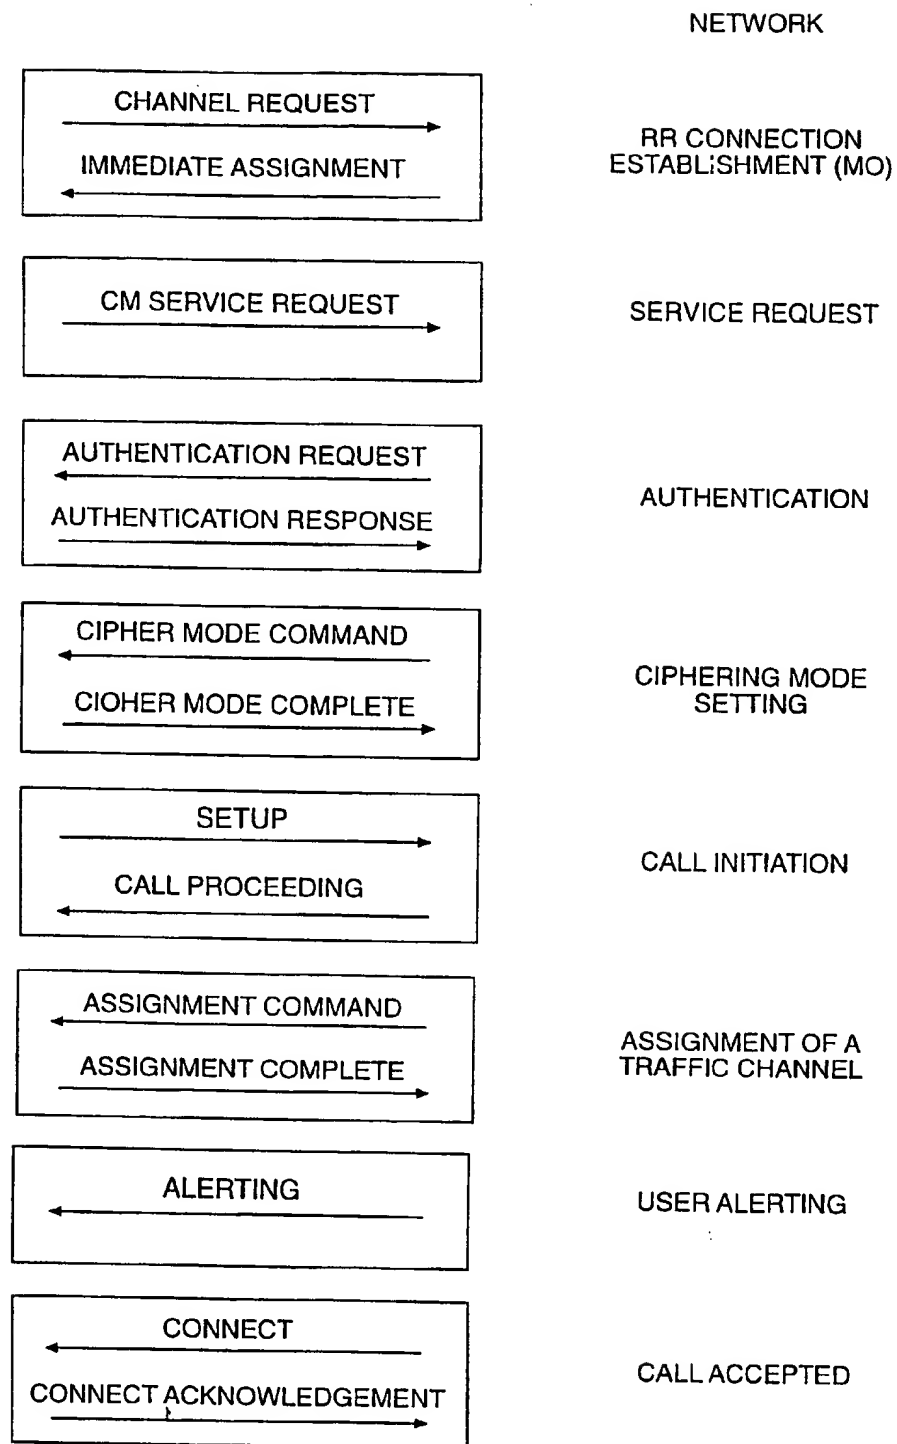 NETWORK
CHANNEL REQUEST
IMMEDIATE ASSIGNMENT
RR CONNECTION
ESTABLISHMENT (MO)
CM SERVICE REQUEST
SERVICE REQUEST
AUTHENTICATION REQUEST
AUTHENTICATION RESPONSE
AUTHENTICATION
CIPHER MODE COMMAND
CIOHER MODE COMPLETE
CIPHERING MODE
SETTING
SETUP
CALL PROCEEDING
CALL INITIATION
ASSIGNMENT COMMAND
ASSIGNMENT COMPLETE
ASSIGNMENT OF A
TRAFFIC CHANNEL
ALERTING
USER ALERTING
CONNECT
CONNECT ACKNOWLEDGEMENT
CALL ACCEPTED